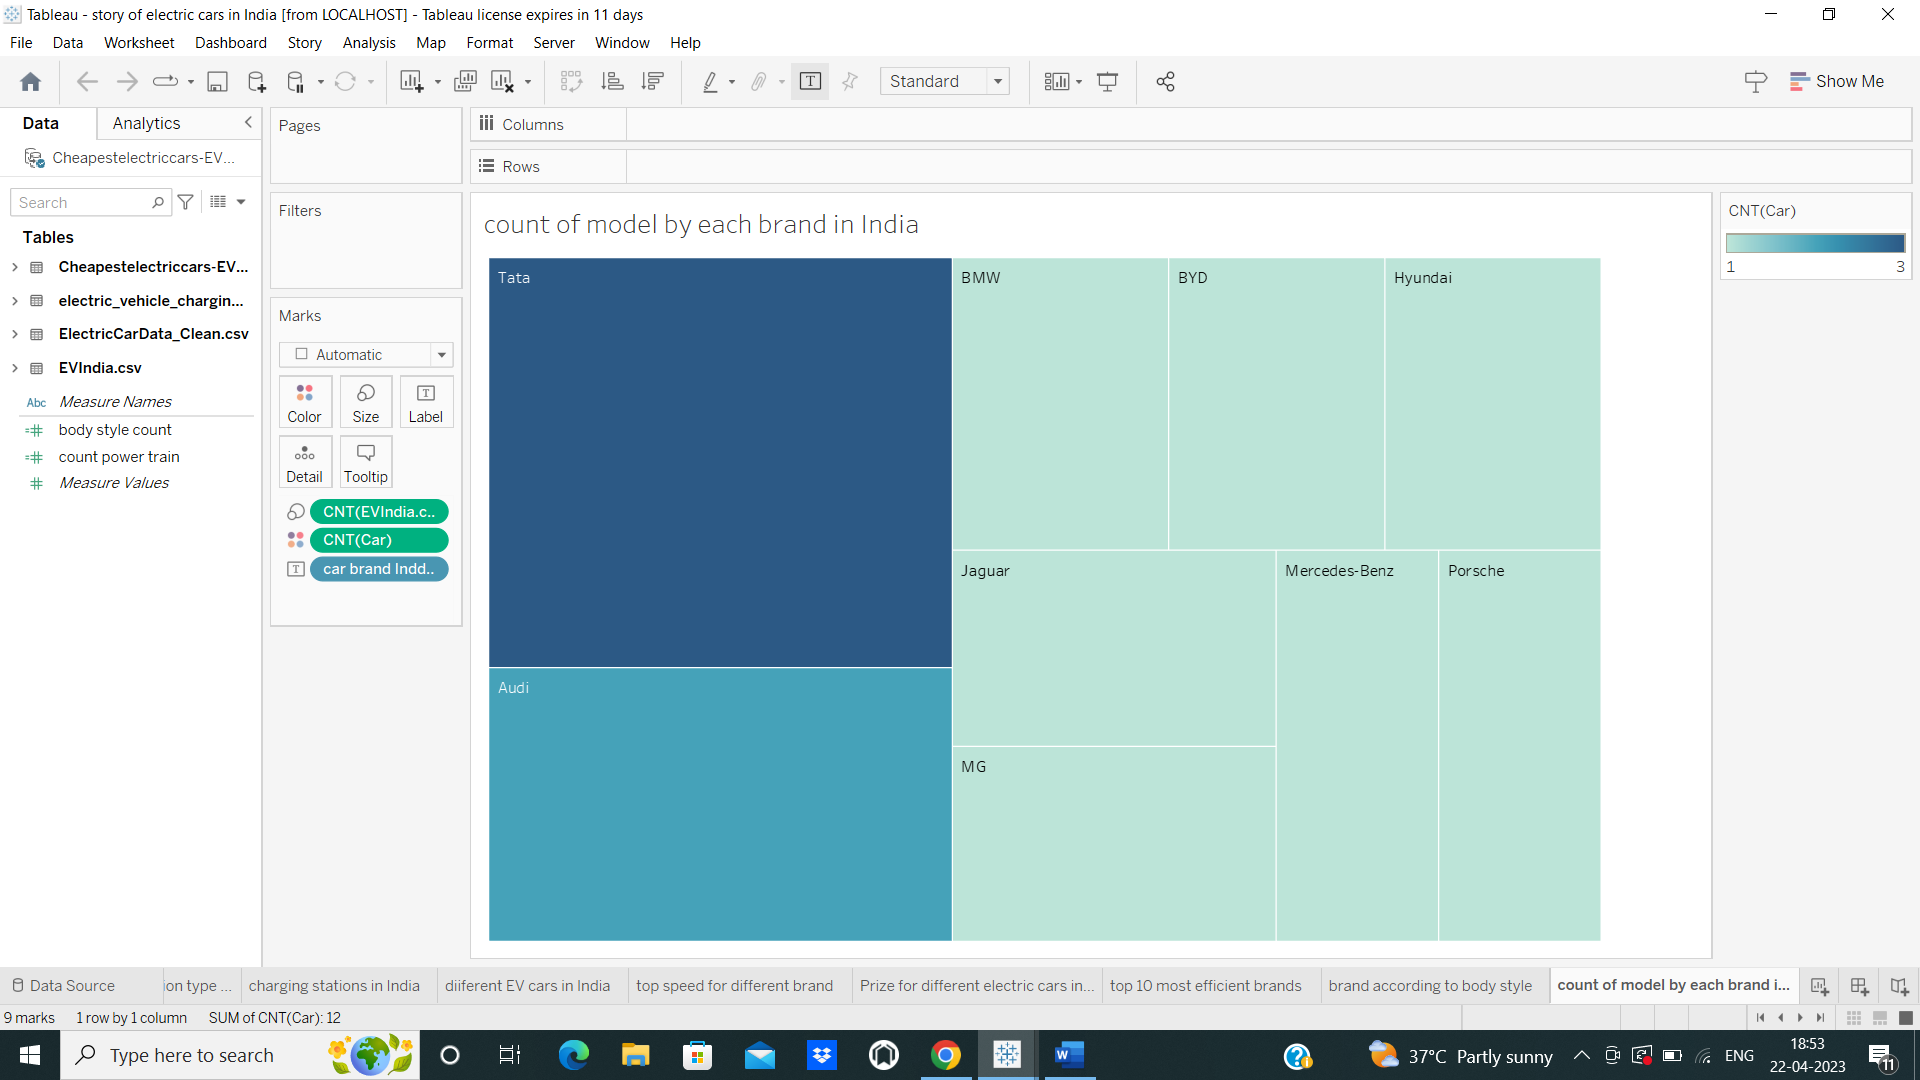 Tableau - story of electric cars in India [from LOCALHOST] - Tableau license expires in 11 days
File Data Worksheet Dashboard Story Analysis Map Format Server Window Help
Standard
Show Me
Data Analytics
Cheapestelectriccars-EV...
Search
Tables
Cheapestelectriccars-EV...
electric_vehicle_chargin...
ElectricCarData_Clean.csv
EVIndia.csv
Abc Measure Names
body style count
count power train
Measure Values
Pages
Filters
Marks
Automatic
Color Size Label
Detail Tooltip
CNT(EVIndia.c..
CNT(Car)
car brand Indd..
Columns
Rows
count of model by each brand in India
Tata BMW BYD Hyundai
Jaguar Mercedes-Benz Porsche
Audi
MG
CNT(Car)
1 3
Data Source ion type ... charging stations in India diiferent EV cars in India top speed for different brand Prize for different electric cars in... top 10 most efficient brands brand according to body style count of model by each brand i...
9 marks 1 row by 1 column SUM of CNT(Car): 12
Type here to search
37°C Partly sunny
ENG
18:53
22-04-2023
11